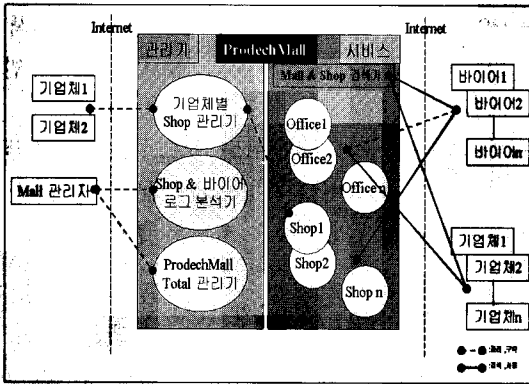 Internet
Internet
관리기
ProdechMall
서비스
Mall & Shop 검색기
기업체1
기업체2
Mall 관리자
기업체별
Shop 관리기
Shop & 바이어
로그 분석기
ProdechMall
Total 관리기
Office1
Office2
Office n
Shop1
Shop2
Shop n
바이어1
바이어2
바이어n
기업체1
기업체2
기업체n